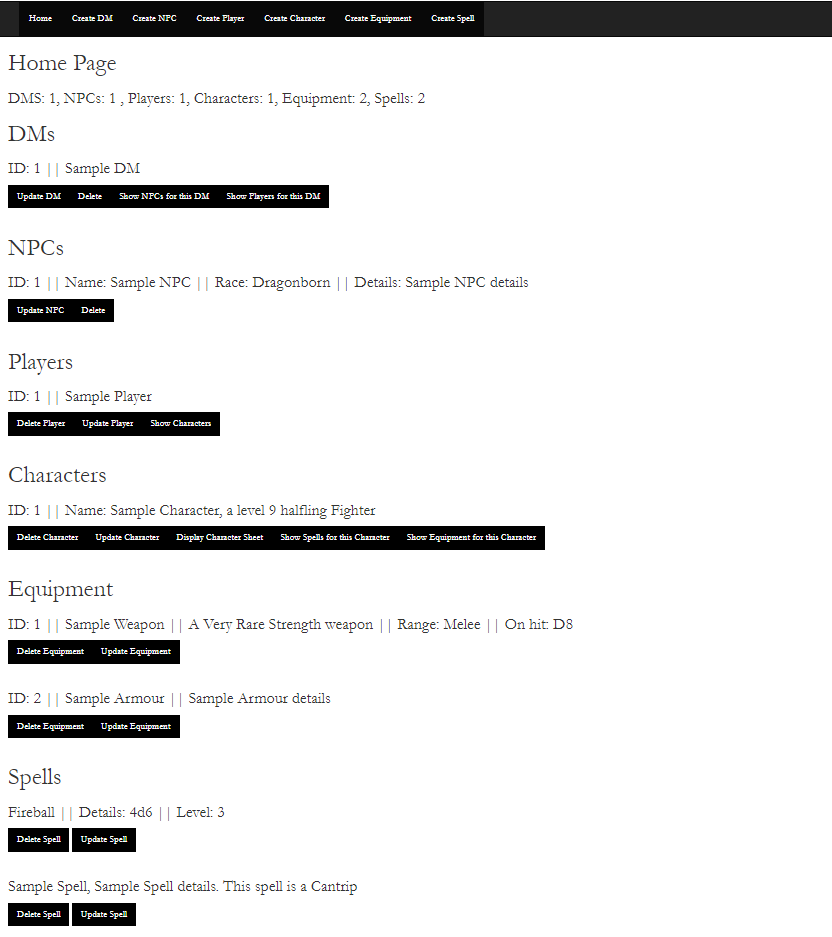 Home Create DM Create NPC Create Player Create Character Create Equipment Create Spell
Home Page
DMS: 1, NPCs: 1 , Players: 1, Characters: 1, Equipment: 2, Spells: 2
DMs
ID: 1 || Sample DM
Update DM Delete Show NPCs for this DM Show Players for this DM
NPCs
ID: 1 || Name: Sample NPC || Race: Dragonborn || Details: Sample NPC details
Update NPC Delete
Players
ID: 1 || Sample Player
Delete Player Update Player Show Characters
Characters
ID: 1 || Name: Sample Character, a level 9 halfling Fighter
Delete Character Update Character Display Character Sheet Show Spells for this Character Show Equipment for this Character
Equipment
ID: 1 || Sample Weapon || A Very Rare Strength weapon || Range: Melee || On hit: D8
Delete Equipment Update Equipment
ID: 2 || Sample Armour || Sample Armour details
Delete Equipment Update Equipment
Spells
Fireball || Details: 4d6 || Level: 3
Delete Spell Update Spell
Sample Spell, Sample Spell details. This spell is a Cantrip
Delete Spell Update Spell